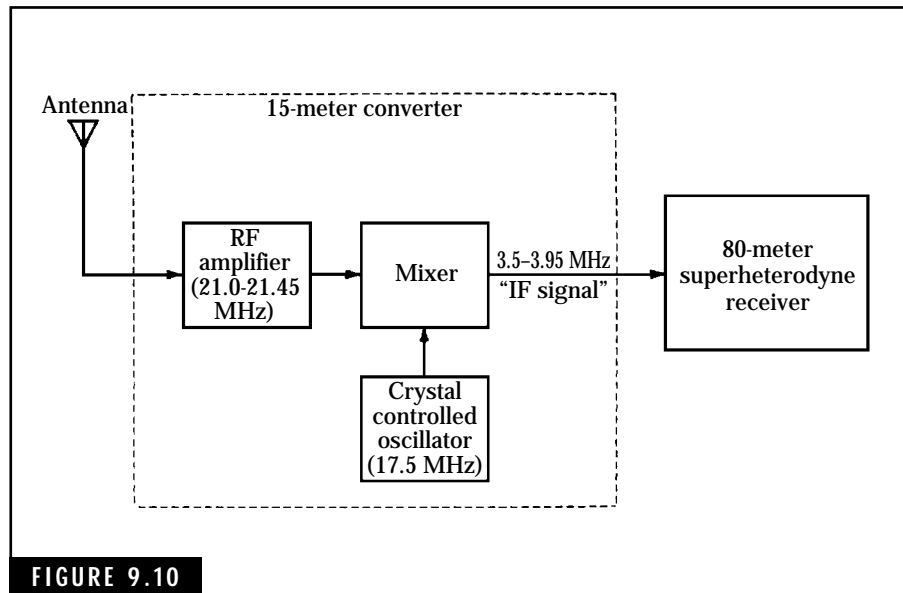 Antenna
15-meter converter
RF
amplifier
(21.0-21.45
MHz)
Mixer
3.5–3.95 MHz
“IF signal”
80-meter
superheterodyne
receiver
Crystal
controlled
oscillator
(17.5 MHz)
FIGURE 9.10